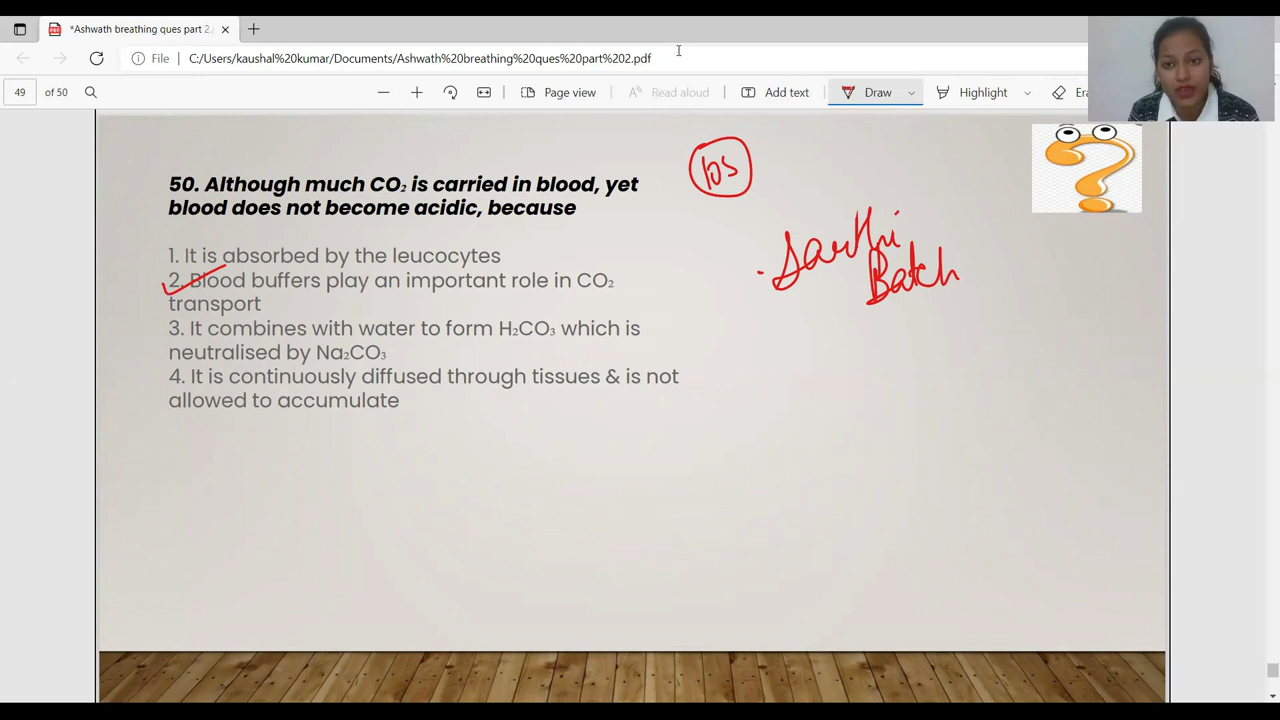 *Ashwath breathing ques part 2.
File C:/Users/kaushal%20kumar/Documents/Ashwath%20breathing%20ques%20part%202.pdf
49 of 50 Page view Read aloud Add text Draw Highlight Era
50. Although much CO₂ is carried in blood, yet
blood does not become acidic, because
1. It is absorbed by the leucocytes
2. Blood buffers play an important role in CO₂
transport
3. It combines with water to form H₂CO₃ which is
neutralised by Na₂CO₃
4. It is continuously diffused through tissues & is not
allowed to accumulate
105
Sarthi
Batch